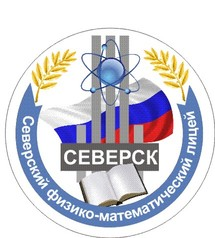 СЕВЕРСК
Северский физико-математический лицей